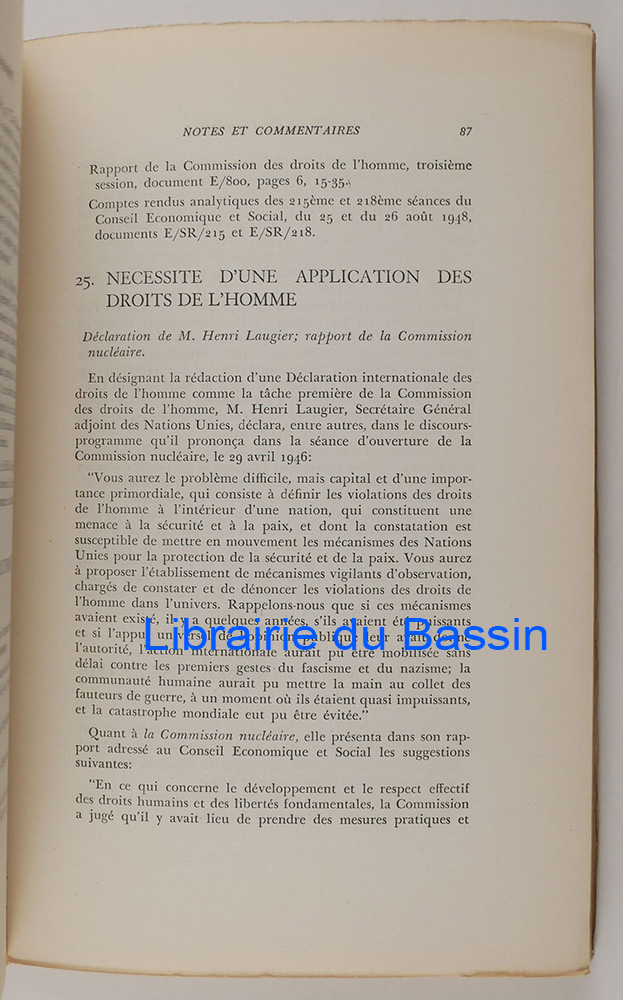 NOTES ET COMMENTAIRES 87
Rapport de la Commission des droits de l'homme, troisième
session, document E/800, pages 6, 15-35.
Comptes rendus analytiques des 215ème et 218ème séances du
Conseil Economique et Social, du 25 et du 26 août 1948,
documents E/SR/215 et E/SR/218.
25. NECESSITE D'UNE APPLICATION DES
DROITS DE L'HOMME
Déclaration de M. Henri Laugier; rapport de la Commission
nucléaire.
En désignant la rédaction d'une Déclaration internationale des
droits de l'homme comme la tâche première de la Commission
des droits de l'homme, M. Henri Laugier, Secrétaire Général
adjoint des Nations Unies, déclara, entre autres, dans le discours-
programme qu'il prononça dans la séance d'ouverture de la
Commission nucléaire, le 29 avril 1946:
"Vous aurez le problème difficile, mais capital et d'une impor-
tance primordiale, qui consiste à définir les violations des droits
de l'homme à l'intérieur d'une nation, qui constituent une
menace à la sécurité et à la paix, et dont la constatation est
susceptible de mettre en mouvement les mécanismes des Nations
Unies pour la protection de la sécurité et de la paix. Vous aurez
à proposer l'établissement de mécanismes vigilants d'observation,
chargés de constater et de dénoncer les violations des droits de
l'homme dans l'univers. Rappelons-nous que si ces mécanismes
avaient existé, il y a quelques années, s'ils avaient été puissants
et si l'appui universel de l'opinion publique leur avait donné
Librairie du Bassin
l'autorité, l'action internationale aurait pu être mobilisée sans
délai contre les premiers gestes du fascisme et du nazisme; la
communauté humaine aurait pu mettre la main au collet des
fauteurs de guerre, à un moment où ils étaient quasi impuissants,
et la catastrophe mondiale eut pu être évitée."
Quant à la Commission nucléaire, elle présenta dans son rap-
port adressé au Conseil Economique et Social les suggestions
suivantes:
"En ce qui concerne le développement et le respect effectif
des droits humains et des libertés fondamentales, la Commission
a jugé qu'il y avait lieu de prendre des mesures pratiques et